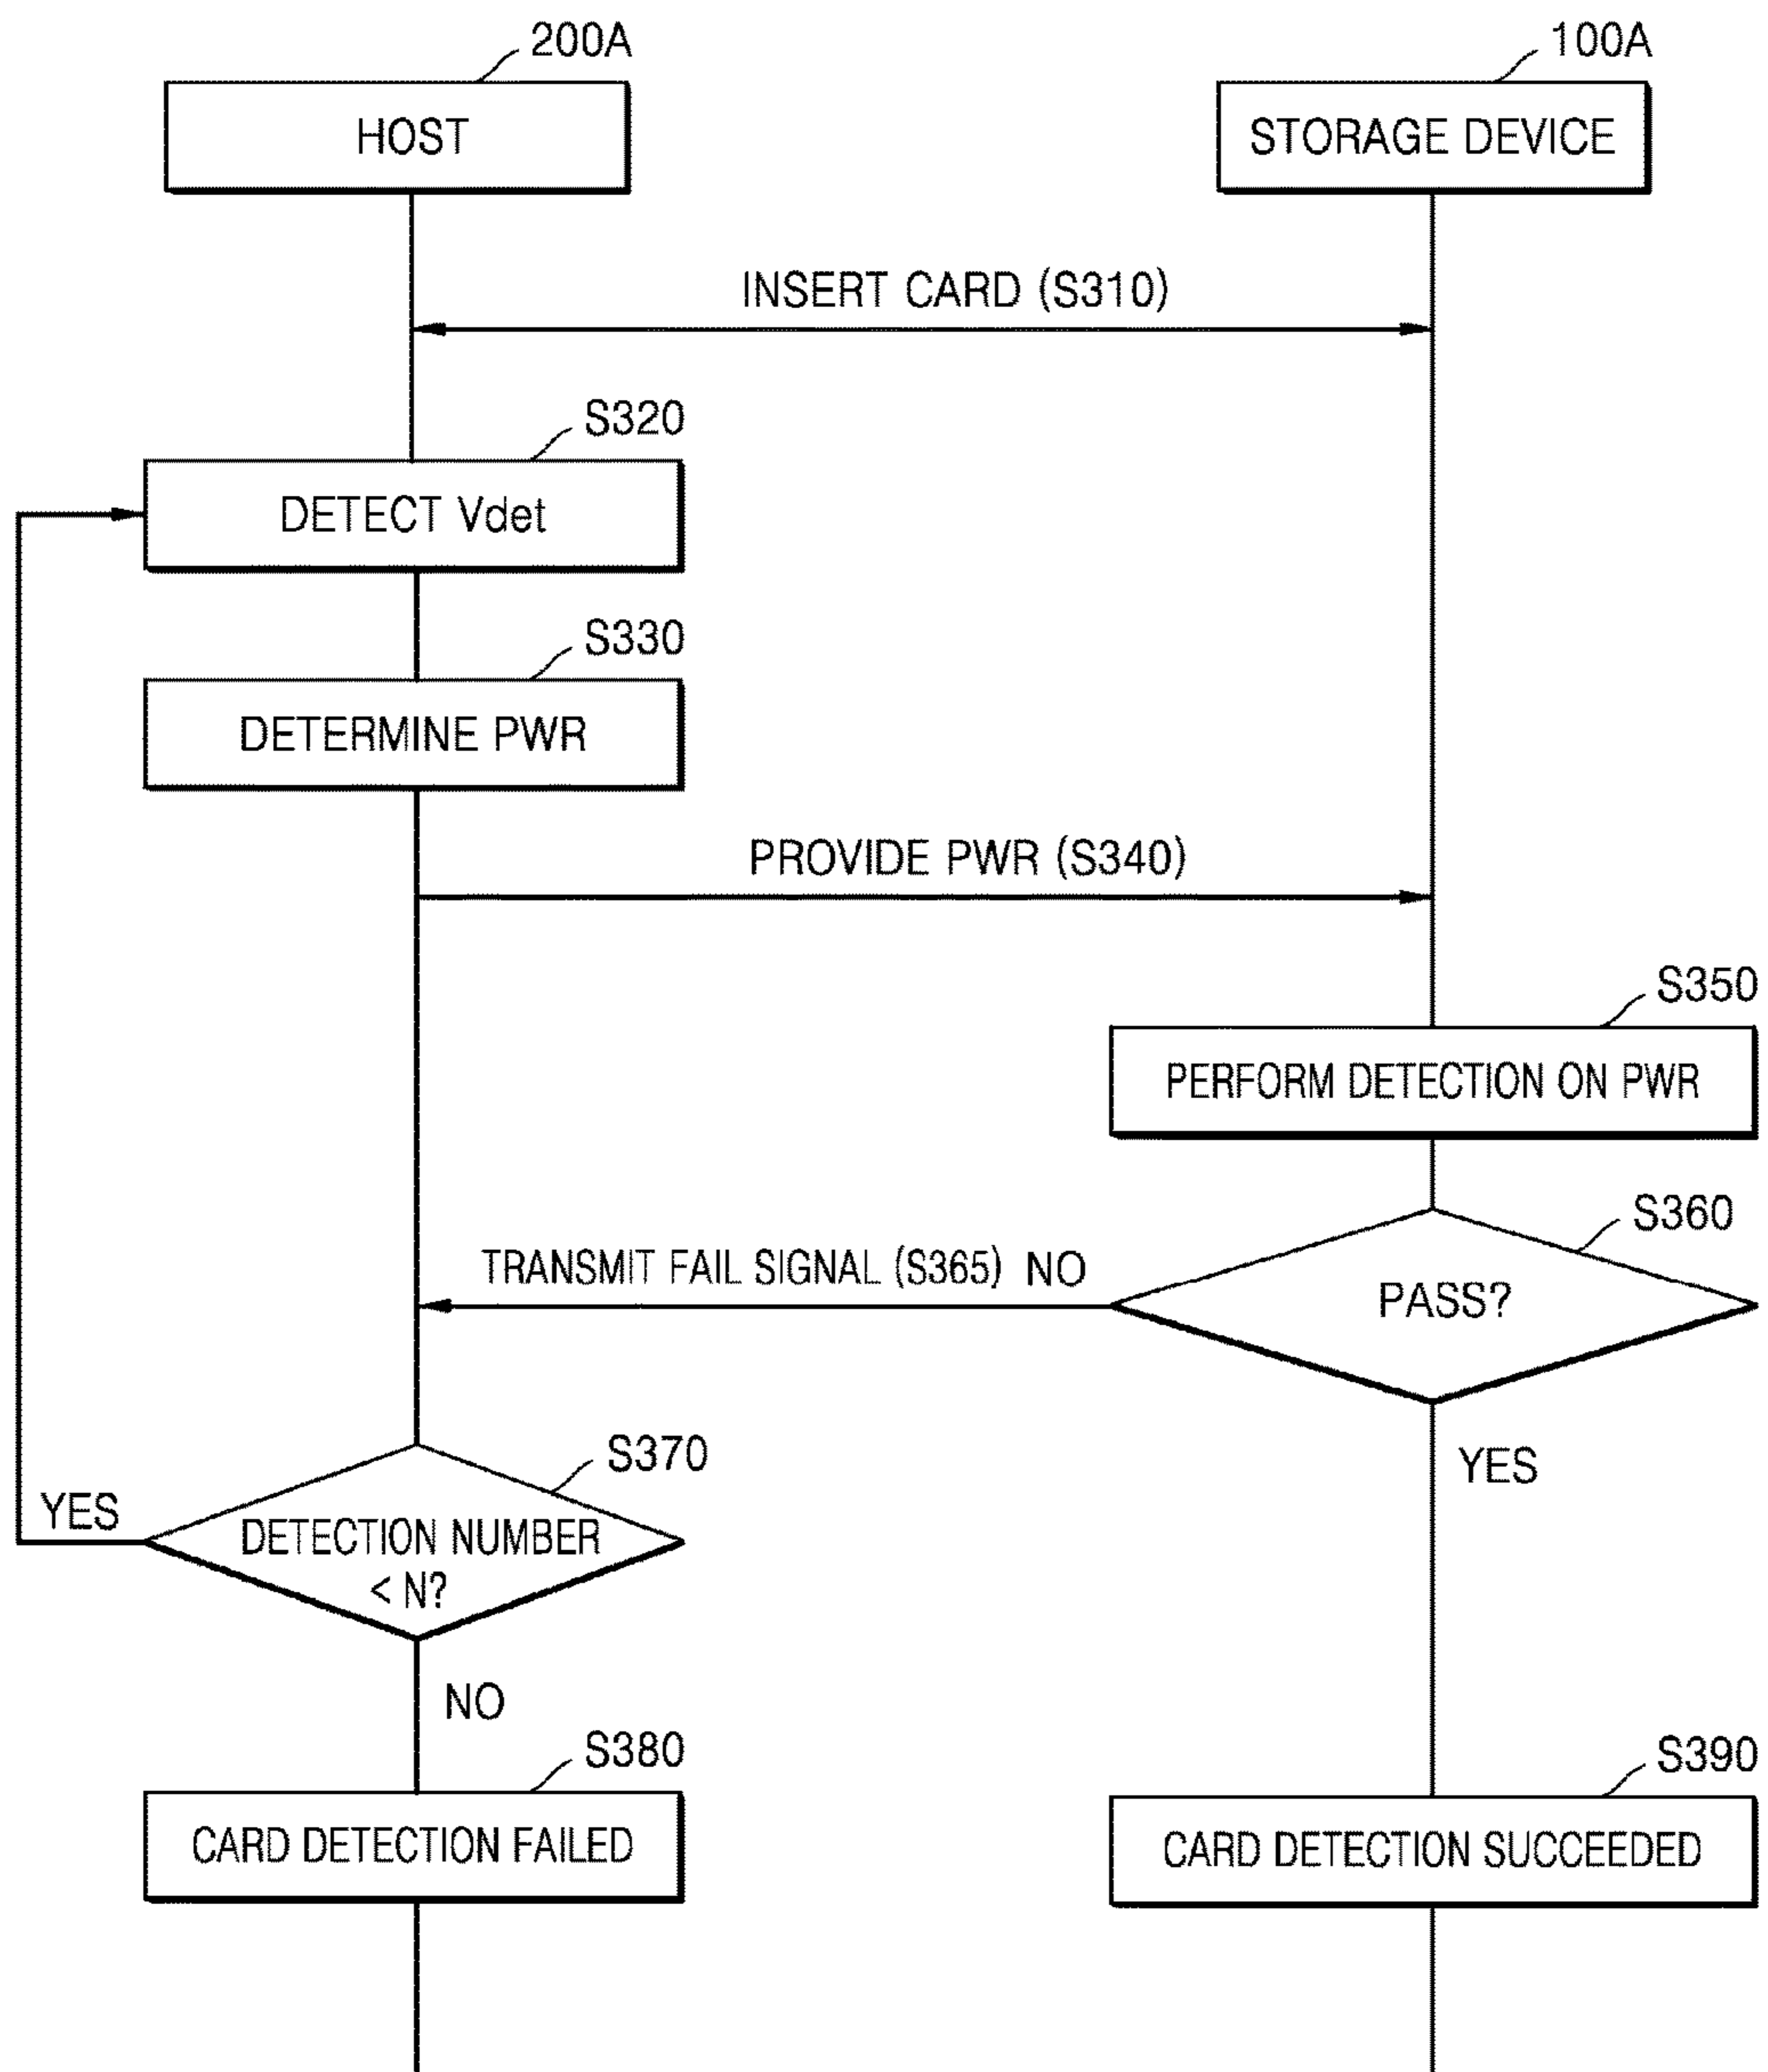 200A
100A
HOST
STORAGE DEVICE
INSERT CARD (S310)
S320
DETECT Vdet
S330
DETERMINE PWR
PROVIDE PWR (S340)
S350
PERFORM DETECTION ON PWR
S360
TRANSMIT FAIL SIGNAL (S365) NO
PASS?
YES
S370
YES
DETECTION NUMBER
< N?
NO
S380
S390
CARD DETECTION FAILED
CARD DETECTION SUCCEEDED